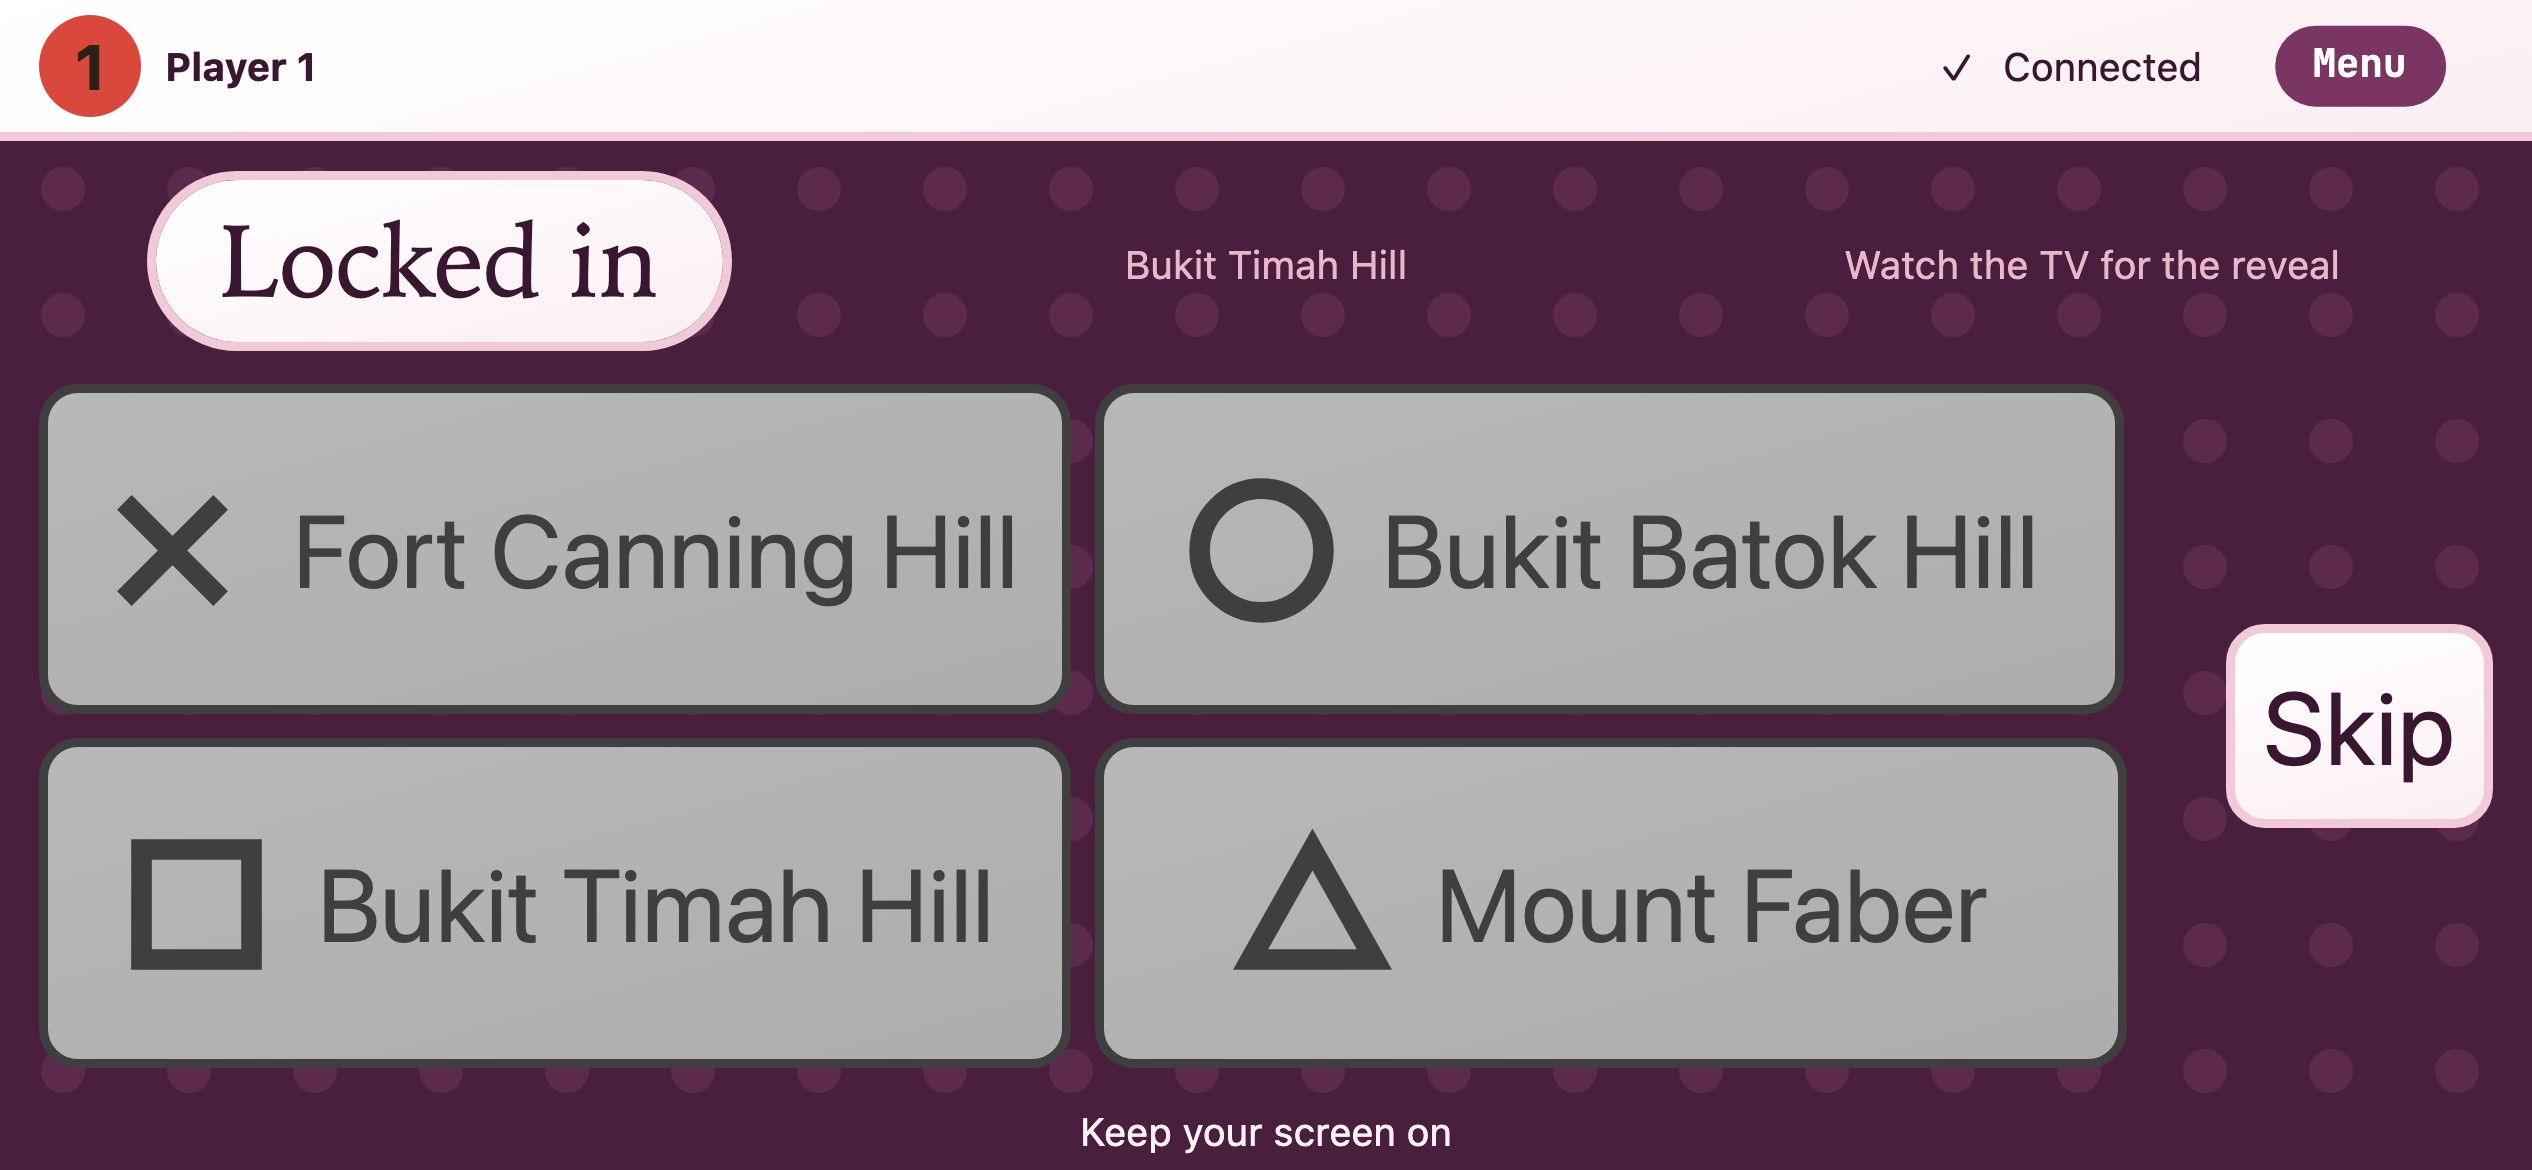 1 Player 1
✓ Connected
Menu
Locked in
Bukit Timah Hill
Watch the TV for the reveal
Fort Canning Hill
Bukit Batok Hill
Bukit Timah Hill
Mount Faber
Skip
Keep your screen on